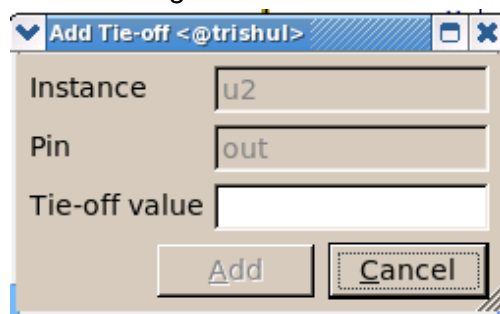 Add Tie-off <@trishul>
Instance u2
Pin out
Tie-off value
Add Cancel